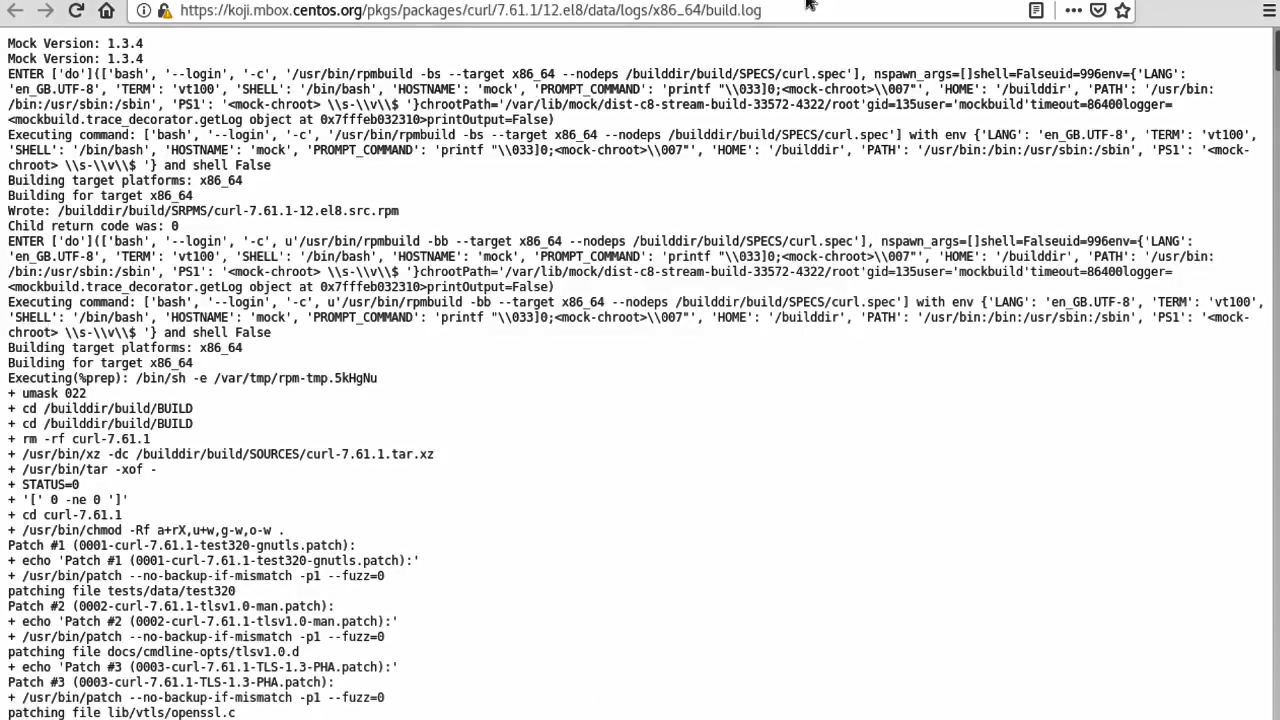 https://koji.mbox.centos.org/pkgs/packages/curl/7.61.1/12.el8/data/logs/x86_64/build.log
Mock Version: 1.3.4
Mock Version: 1.3.4
ENTER ['do'](['bash', '--login', '-c', '/usr/bin/rpmbuild -bs --target x86_64 --nodeps /builddir/build/SPECS/curl.spec'], nspawn_args=[]shell=Falseuid=996env={'LANG':
'en_GB.UTF-8', 'TERM': 'vt100', 'SHELL': '/bin/bash', 'HOSTNAME': 'mock', 'PROMPT_COMMAND': 'printf "\\033]0;<mock-chroot>\\007"', 'HOME': '/builddir', 'PATH': '/usr/bin:
/bin:/usr/sbin:/sbin', 'PS1': '<mock-chroot> \\s-\\v\\$ '}chrootPath='/var/lib/mock/dist-c8-stream-build-33572-4322/root'gid=135user='mockbuild'timeout=86400logger=
<mockbuild.trace_decorator.getLog object at 0x7fffeb032310>printOutput=False)
Executing command: ['bash', '--login', '-c', '/usr/bin/rpmbuild -bs --target x86_64 --nodeps /builddir/build/SPECS/curl.spec'] with env {'LANG': 'en_GB.UTF-8', 'TERM': 'vt100',
'SHELL': '/bin/bash', 'HOSTNAME': 'mock', 'PROMPT_COMMAND': 'printf "\\033]0;<mock-chroot>\\007"', 'HOME': '/builddir', 'PATH': '/usr/bin:/bin:/usr/sbin:/sbin', 'PS1': '<mock-
chroot> \\s-\\v\\$ '} and shell False
Building target platforms: x86_64
Building for target x86_64
Wrote: /builddir/build/SRPMS/curl-7.61.1-12.el8.src.rpm
Child return code was: 0
ENTER ['do'](['bash', '--login', '-c', u'/usr/bin/rpmbuild -bb --target x86_64 --nodeps /builddir/build/SPECS/curl.spec'], nspawn_args=[]shell=Falseuid=996env={'LANG':
'en_GB.UTF-8', 'TERM': 'vt100', 'SHELL': '/bin/bash', 'HOSTNAME': 'mock', 'PROMPT_COMMAND': 'printf "\\033]0;<mock-chroot>\\007"', 'HOME': '/builddir', 'PATH': '/usr/bin:
/bin:/usr/sbin:/sbin', 'PS1': '<mock-chroot> \\s-\\v\\$ '}chrootPath='/var/lib/mock/dist-c8-stream-build-33572-4322/root'gid=135user='mockbuild'timeout=86400logger=
<mockbuild.trace_decorator.getLog object at 0x7fffeb032310>printOutput=False)
Executing command: ['bash', '--login', '-c', u'/usr/bin/rpmbuild -bb --target x86_64 --nodeps /builddir/build/SPECS/curl.spec'] with env {'LANG': 'en_GB.UTF-8', 'TERM': 'vt100',
'SHELL': '/bin/bash', 'HOSTNAME': 'mock', 'PROMPT_COMMAND': 'printf "\\033]0;<mock-chroot>\\007"', 'HOME': '/builddir', 'PATH': '/usr/bin:/bin:/usr/sbin:/sbin', 'PS1': '<mock-
chroot> \\s-\\v\\$ '} and shell False
Building target platforms: x86_64
Building for target x86_64
Executing(%prep): /bin/sh -e /var/tmp/rpm-tmp.5kHgNu
+ umask 022
+ cd /builddir/build/BUILD
+ cd /builddir/build/BUILD
+ rm -rf curl-7.61.1
+ /usr/bin/xz -dc /builddir/build/SOURCES/curl-7.61.1.tar.xz
+ /usr/bin/tar -xof -
+ STATUS=0
+ '[' 0 -ne 0 ']'
+ cd curl-7.61.1
+ /usr/bin/chmod -Rf a+rX,u+w,g-w,o-w .
Patch #1 (0001-curl-7.61.1-test320-gnutls.patch):
+ echo 'Patch #1 (0001-curl-7.61.1-test320-gnutls.patch):'
+ /usr/bin/patch --no-backup-if-mismatch -p1 --fuzz=0
patching file tests/data/test320
Patch #2 (0002-curl-7.61.1-tlsv1.0-man.patch):
+ echo 'Patch #2 (0002-curl-7.61.1-tlsv1.0-man.patch):'
+ /usr/bin/patch --no-backup-if-mismatch -p1 --fuzz=0
patching file docs/cmdline-opts/tlsv1.0.d
+ echo 'Patch #3 (0003-curl-7.61.1-TLS-1.3-PHA.patch):'
Patch #3 (0003-curl-7.61.1-TLS-1.3-PHA.patch):
+ /usr/bin/patch --no-backup-if-mismatch -p1 --fuzz=0
patching file lib/vtls/openssl.c